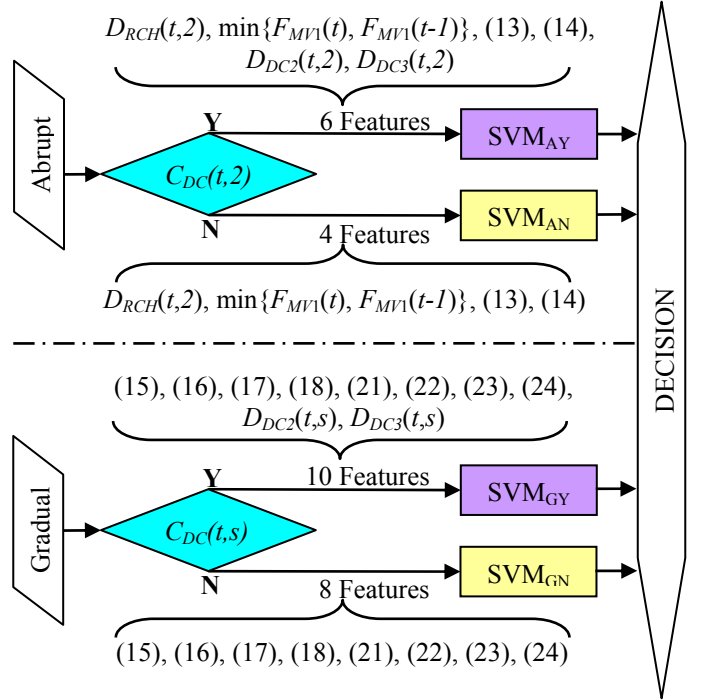 D_RCH(t,2), min{F_MV1(t), F_MV1(t-1)}, (13), (14),
D_DC2(t,2), D_DC3(t,2)
Y
6 Features
SVM_AY
Abrupt
C_DC(t,2)
N
4 Features
SVM_AN
D_RCH(t,2), min{F_MV1(t), F_MV1(t-1)}, (13), (14)
DECISION
(15), (16), (17), (18), (21), (22), (23), (24),
D_DC2(t,s), D_DC3(t,s)
Y
10 Features
SVM_GY
Gradual
C_DC(t,s)
N
8 Features
SVM_GN
(15), (16), (17), (18), (21), (22), (23), (24)